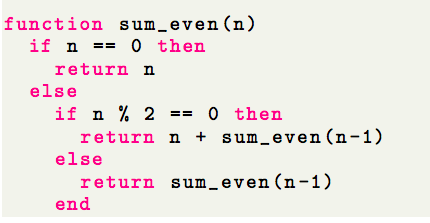 function sum_even(n)
  if n == 0 then
    return n
  else
    if n % 2 == 0 then
      return n + sum_even(n-1)
    else
      return sum_even(n-1)
    end